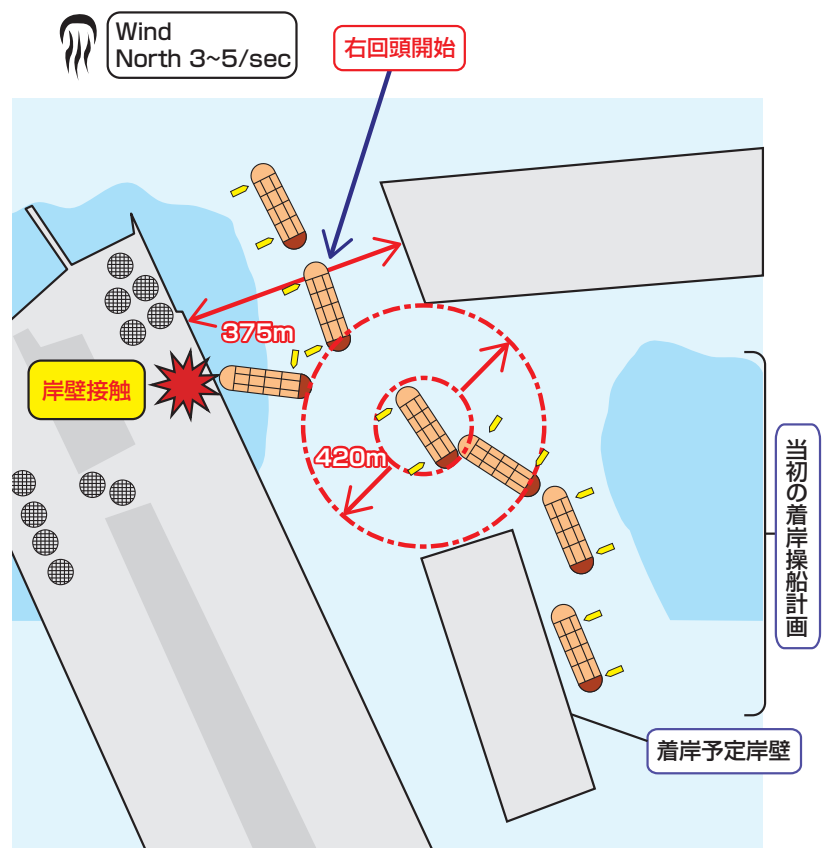 Wind
North 3~5/sec
右回頭開始
375m
岸壁接触
420m
当初の着岸操船計画
着岸予定岸壁